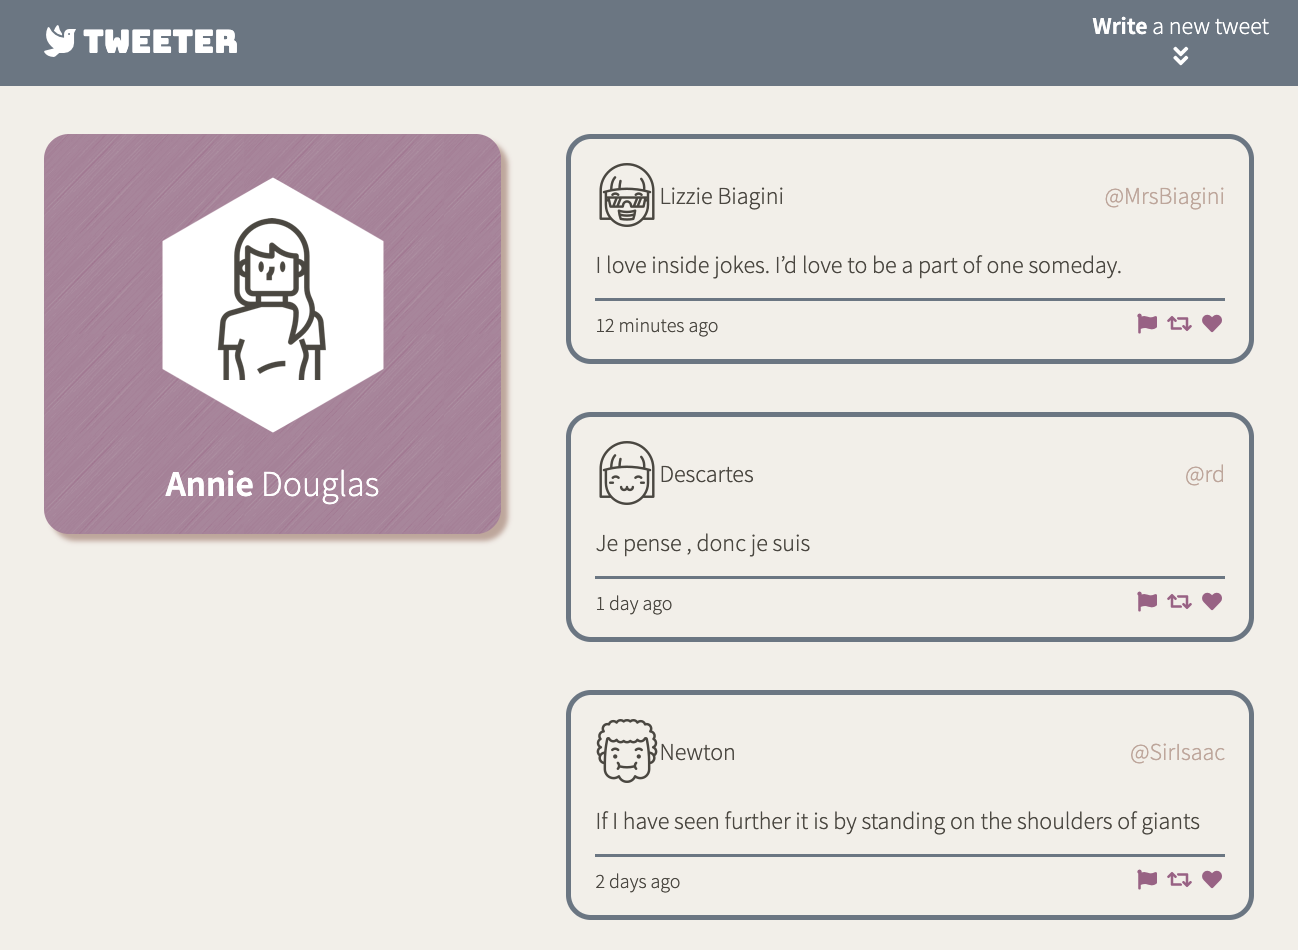 TWEETER
Write a new tweet
Annie Douglas
Lizzie Biagini
@MrsBiagini
I love inside jokes. I’d love to be a part of one someday.
12 minutes ago
Descartes
@rd
Je pense , donc je suis
1 day ago
Newton
@SirIsaac
If I have seen further it is by standing on the shoulders of giants
2 days ago